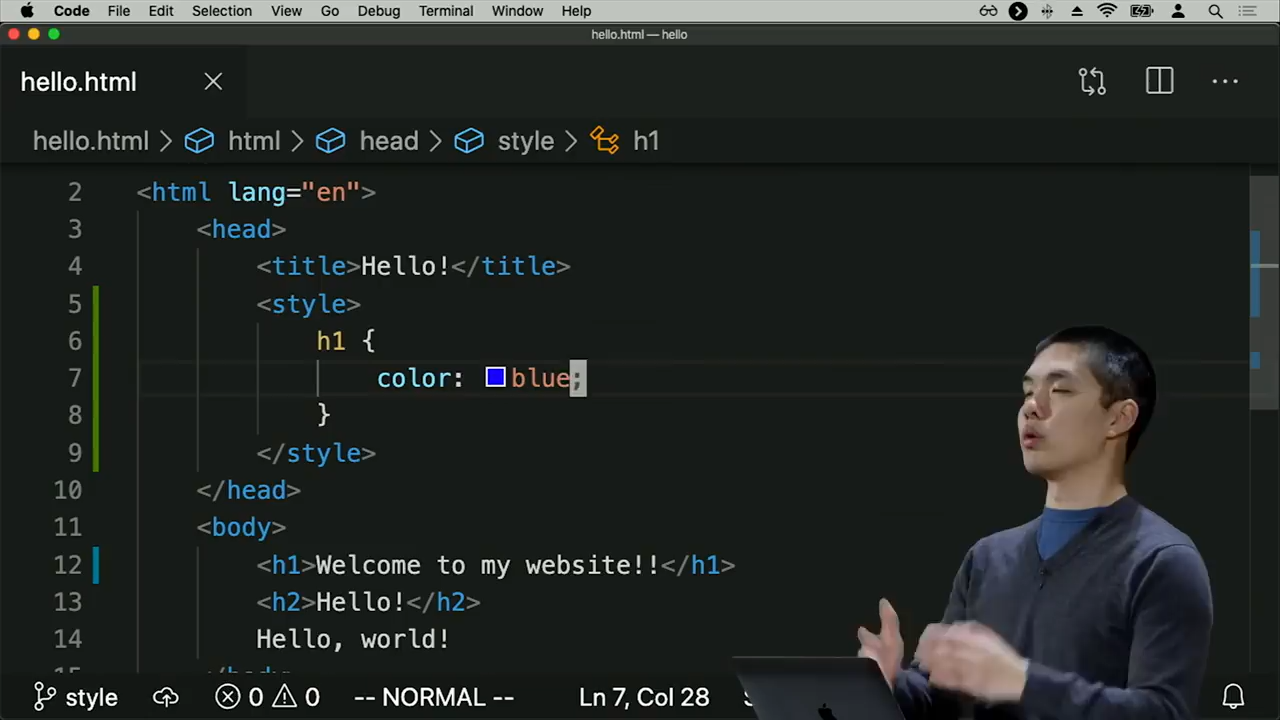 Code File Edit Selection View Go Debug Terminal Window Help
hello.html — hello
hello.html
hello.html > html > head > style > h1
2 <html lang="en">
3 <head>
4 <title>Hello!</title>
5 <style>
6 h1 {
7 color: blue;
8 }
9 </style>
10 </head>
11 <body>
12 <h1>Welcome to my website!!</h1>
13 <h2>Hello!</h2>
14 Hello, world!
style 0 0 -- NORMAL -- Ln 7, Col 28